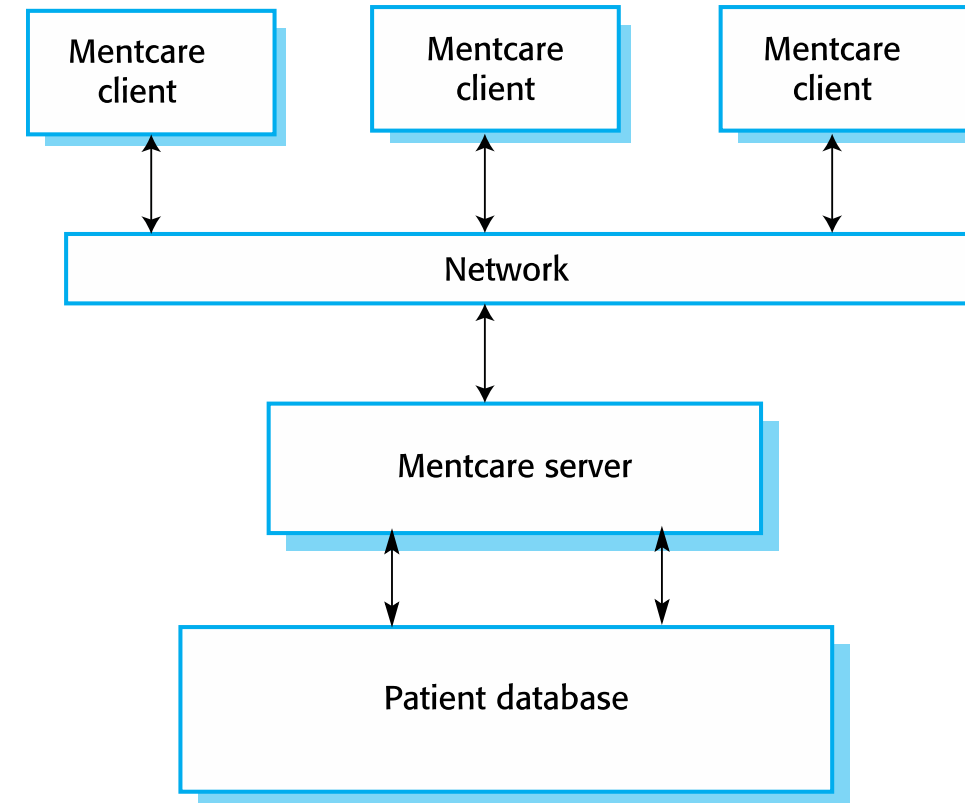 Mentcare
client
Mentcare
client
Mentcare
client
Network
Mentcare server
Patient database